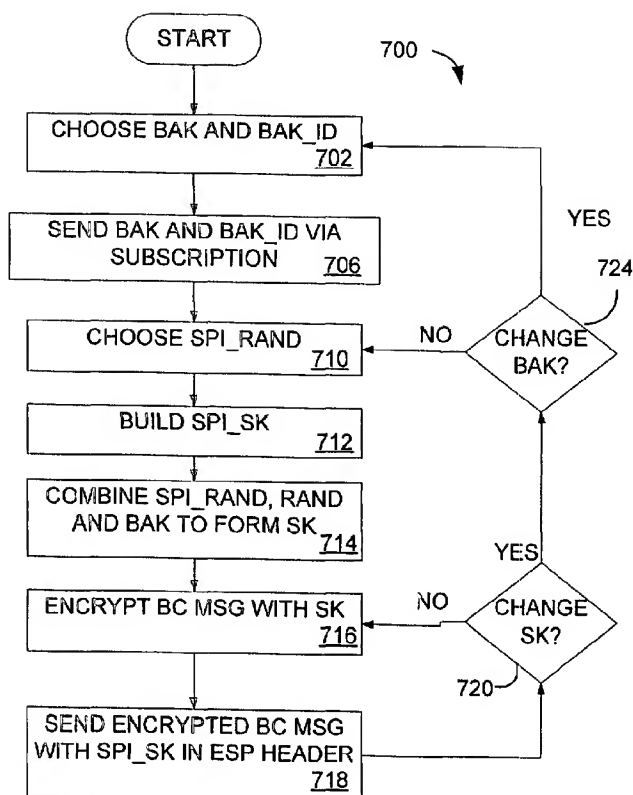 START
700
CHOOSE BAK AND BAK_ID
702
SEND BAK AND BAK_ID VIA
SUBSCRIPTION
706
YES
724
CHOOSE SPI_RAND
710
NO
CHANGE
BAK?
BUILD SPI_SK
712
COMBINE SPI_RAND, RAND
AND BAK TO FORM SK
714
YES
ENCRYPT BC MSG WITH SK
716
NO
CHANGE
SK?
720
SEND ENCRYPTED BC MSG
WITH SPI_SK IN ESP HEADER
718